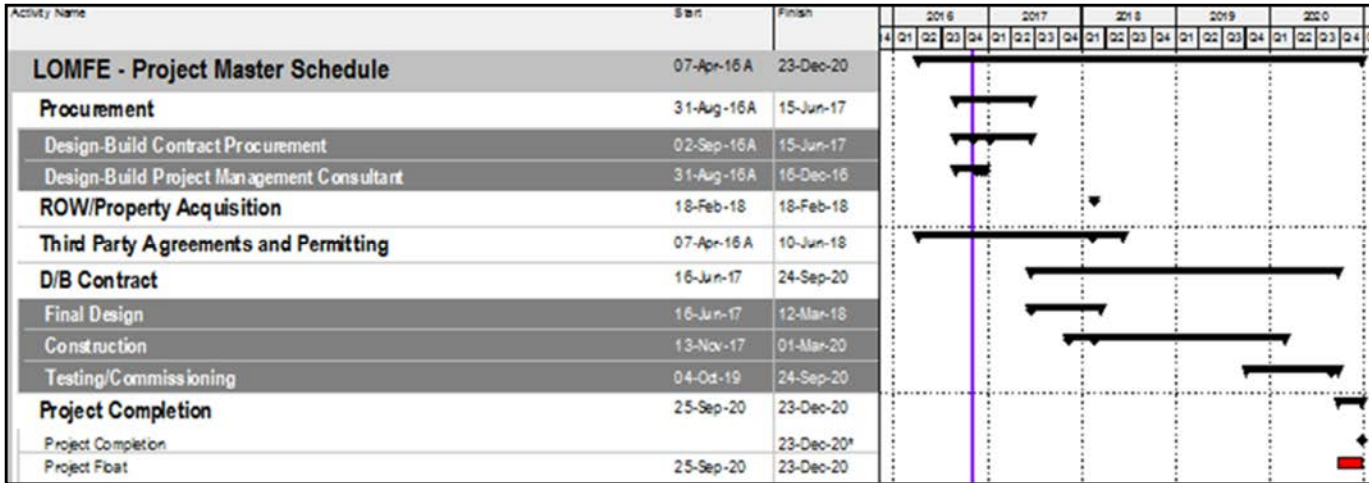 Activity Name Start Finish 2016 2017 2018 2019 2020
14 Q1 Q2 Q3 Q4 Q1 Q2 Q3 Q4 Q1 Q2 Q3 Q4 Q1 Q2 Q3 Q4 Q1 Q2 Q3 Q4
LOMFE - Project Master Schedule 07-Apr-16 A 23-Dec-20
Procurement 31-Aug-16A 15-Jun-17
Design-Build Contract Procurement 02-Sep-16A 15-Jun-17
Design-Build Project Management Consultant 31-Aug-16A 16-Dec-16
ROW/Property Acquisition 18-Feb-18 18-Feb-18
Third Party Agreements and Permitting 07-Apr-16 A 10-Jun-18
D/B Contract 16-Jun-17 24-Sep-20
Final Design 16-Jun-17 12-Mar-18
Construction 13-Nov-17 01-Mar-20
Testing/Commissioning 04-Oct-19 24-Sep-20
Project Completion 25-Sep-20 23-Dec-20
Project Completion 23-Dec-20*
Project Float 25-Sep-20 23-Dec-20